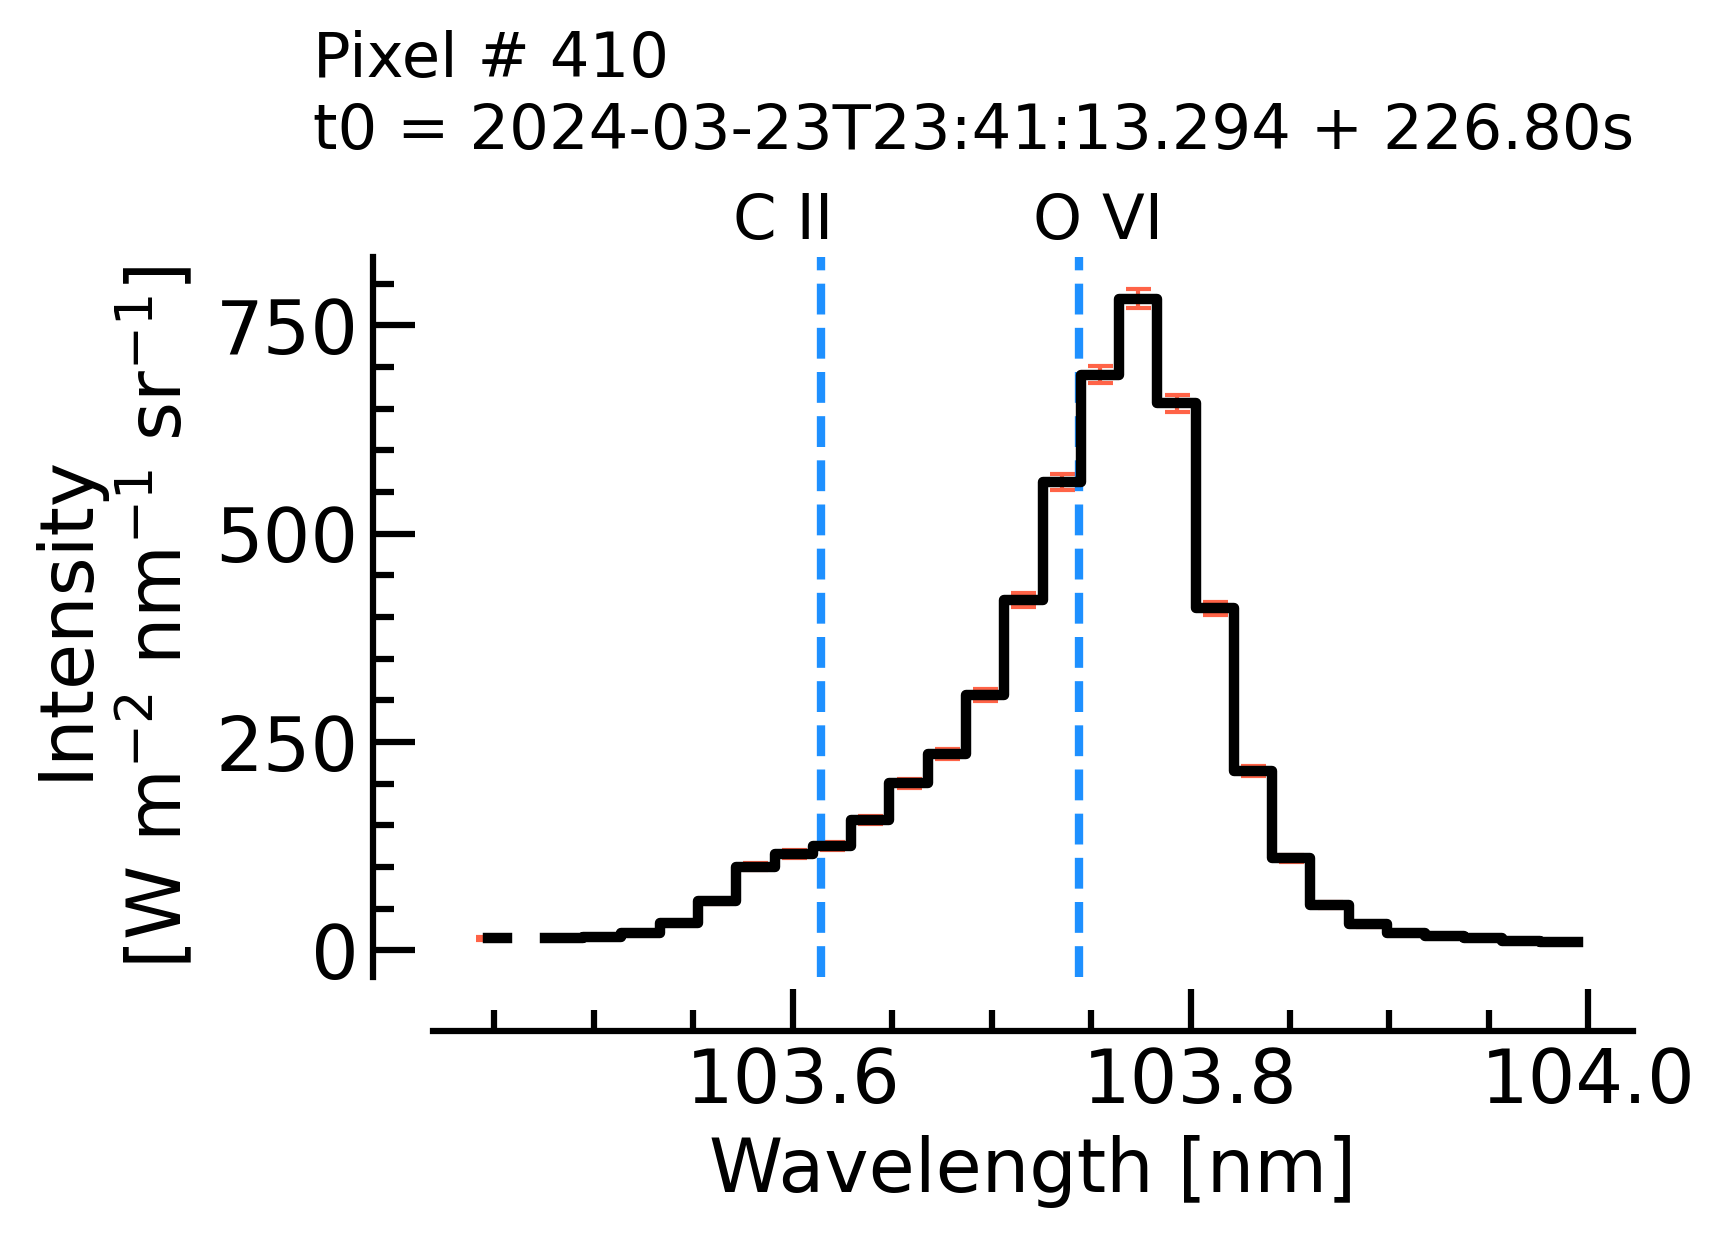 Pixel # 410
t0 = 2024-03-23T23:41:13.294 + 226.80s
C II
O VI
750
500
250
0
Intensity
[W m⁻² nm⁻¹ sr⁻¹]
103.6
103.8
104.0
Wavelength [nm]